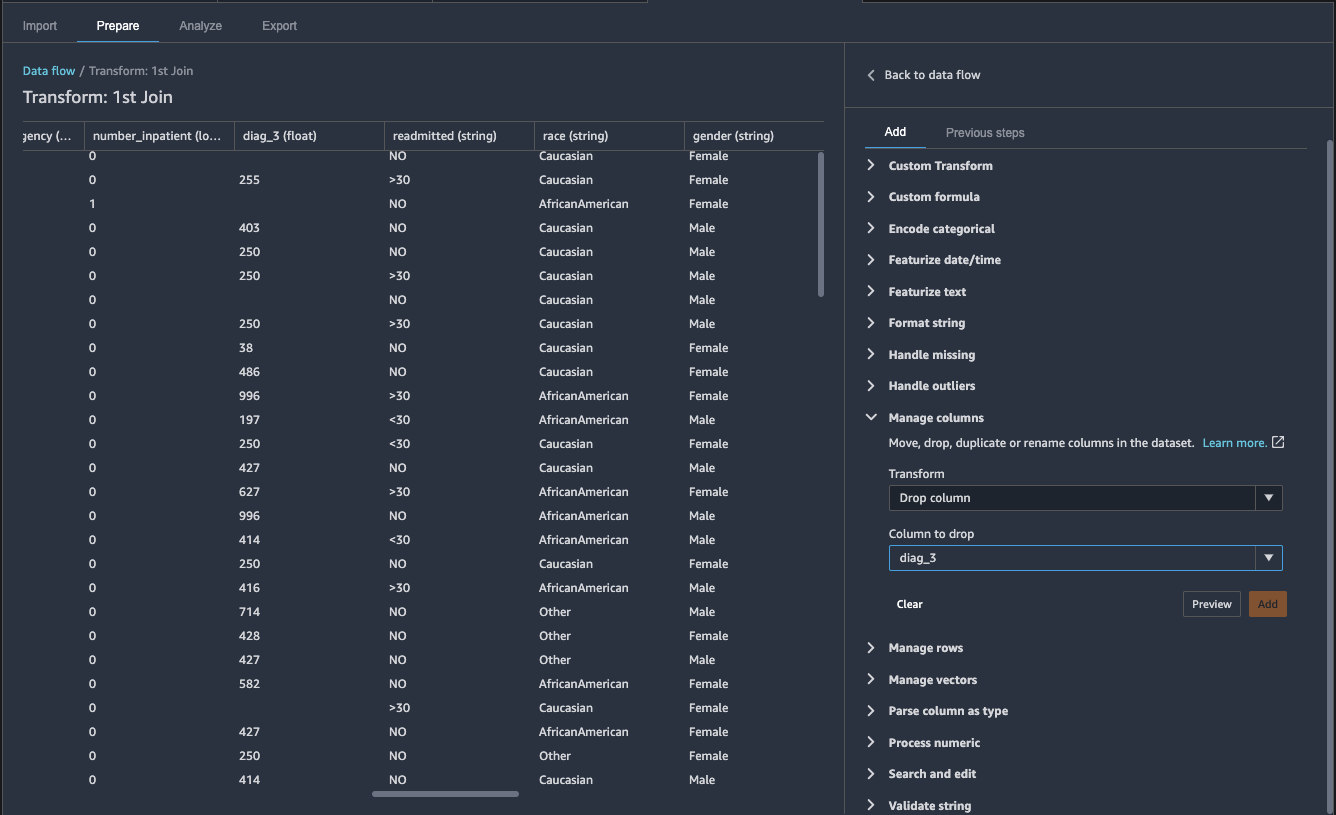 Import Prepare Analyze Export
Data flow / Transform: 1st Join
Transform: 1st Join
gency (... number_inpatient (lo... diag_3 (float) readmitted (string) race (string) gender (string)
0 NO Caucasian Female
0 255 >30 Caucasian Female
1 NO AfricanAmerican Female
0 403 NO Caucasian Male
0 250 NO Caucasian Male
0 250 >30 Caucasian Male
0 NO Caucasian Male
0 250 >30 Caucasian Male
0 38 NO Caucasian Female
0 486 NO Caucasian Female
0 996 >30 AfricanAmerican Female
0 197 <30 AfricanAmerican Male
0 250 <30 Caucasian Female
0 427 NO Caucasian Male
0 627 >30 AfricanAmerican Female
0 996 NO AfricanAmerican Male
0 414 <30 AfricanAmerican Male
0 250 NO Caucasian Female
0 416 >30 AfricanAmerican Male
0 714 NO Other Male
0 428 NO Other Female
0 427 NO Other Male
0 582 NO AfricanAmerican Female
0 >30 Caucasian Female
0 427 NO AfricanAmerican Female
0 250 NO Other Female
0 414 NO Caucasian Male
Back to data flow
Add Previous steps
Custom Transform
Custom formula
Encode categorical
Featurize date/time
Featurize text
Format string
Handle missing
Handle outliers
Manage columns
Move, drop, duplicate or rename columns in the dataset. Learn more.
Transform
Drop column
Column to drop
diag_3
Clear Preview Add
Manage rows
Manage vectors
Parse column as type
Process numeric
Search and edit
Validate string